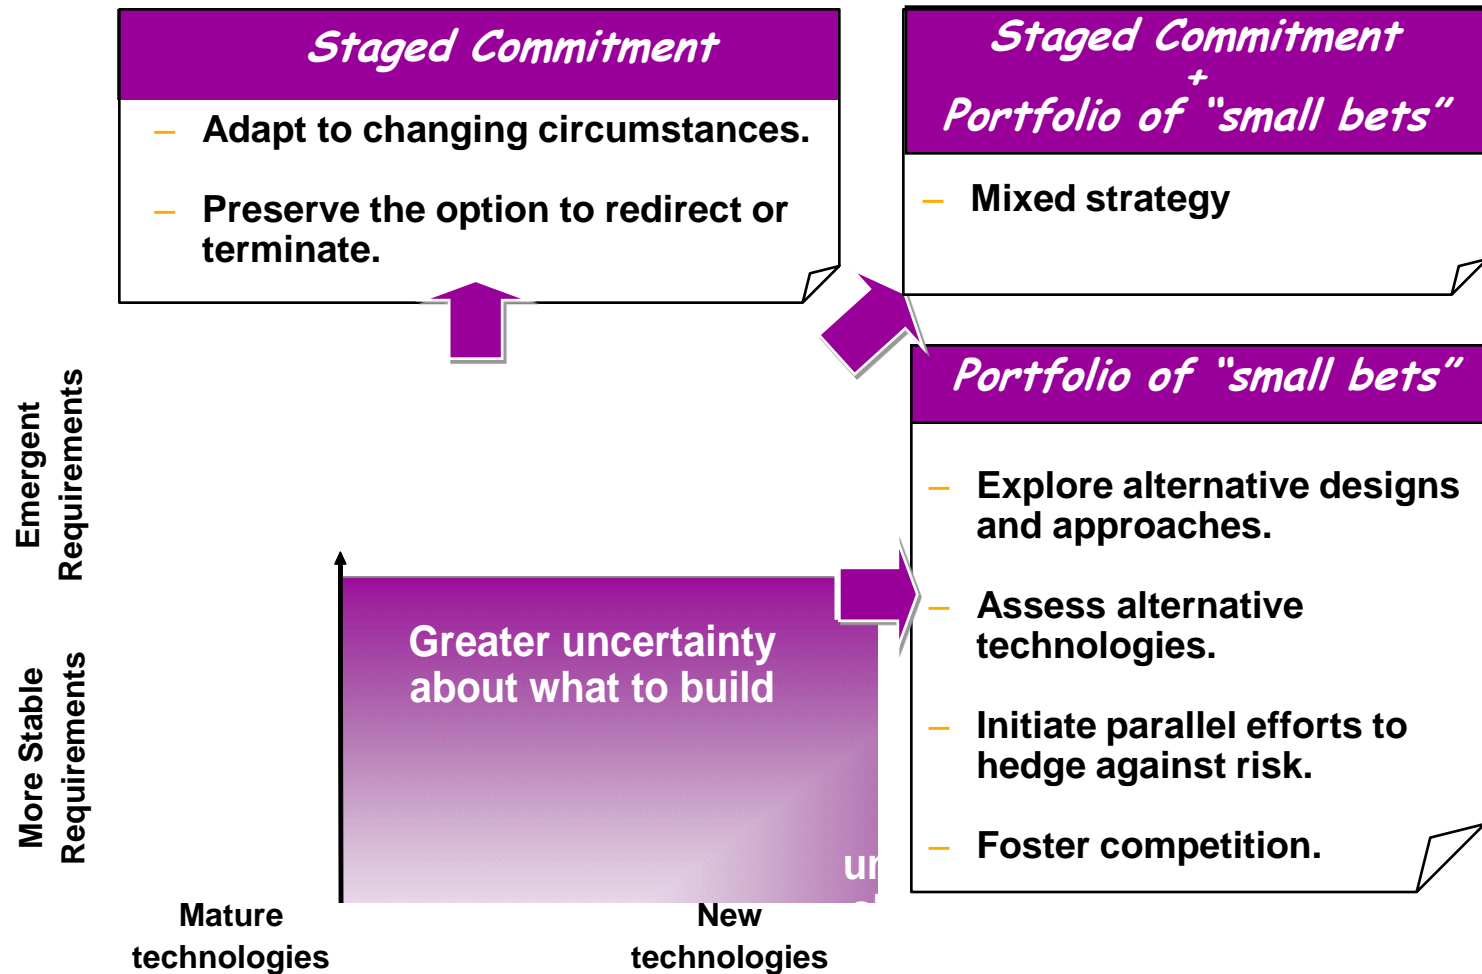 Staged Commitment
– Adapt to changing circumstances.
– Preserve the option to redirect or
terminate.
Staged Commitment
+
Portfolio of “small bets”
– Mixed strategy
Portfolio of “small bets”
– Explore alternative designs
and approaches.
– Assess alternative
technologies.
– Initiate parallel efforts to
hedge against risk.
– Foster competition.
Emergent
Requirements
More Stable
Requirements
Greater uncertainty
about what to build
Mature
technologies
New
technologies